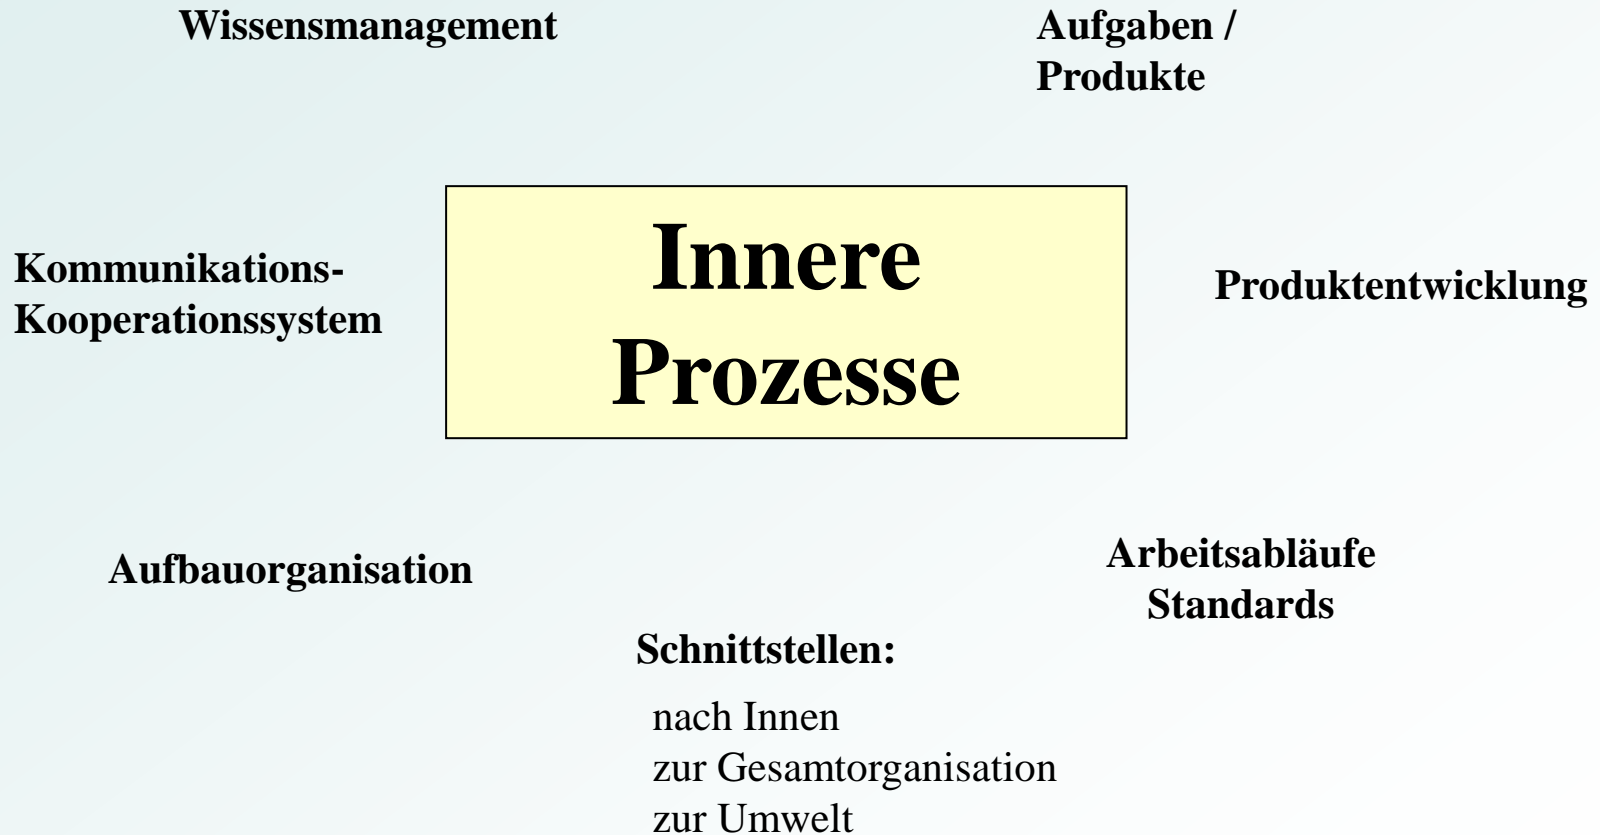 Wissensmanagement
Aufgaben /
Produkte
Innere
Prozesse
Kommunikations-
Kooperationssystem
Produktentwicklung
Aufbauorganisation
Arbeitsabläufe
Standards
Schnittstellen:
nach Innen
zur Gesamtorganisation
zur Umwelt